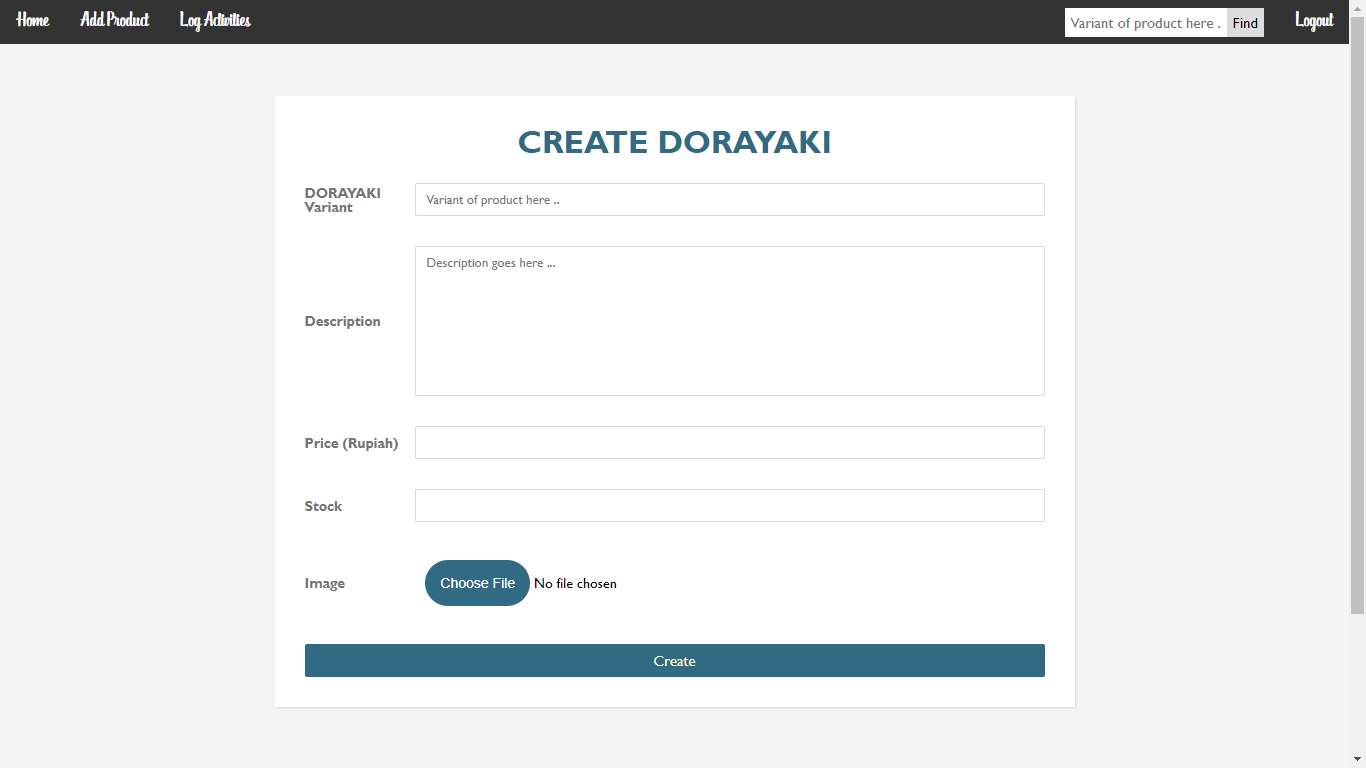 Home Add Product Log Activities Variant of product here . Find Logout
CREATE DORAYAKI
DORAYAKI
Variant
Variant of product here ..
Description goes here ...
Description
Price (Rupiah)
Stock
Image
Choose File No file chosen
Create